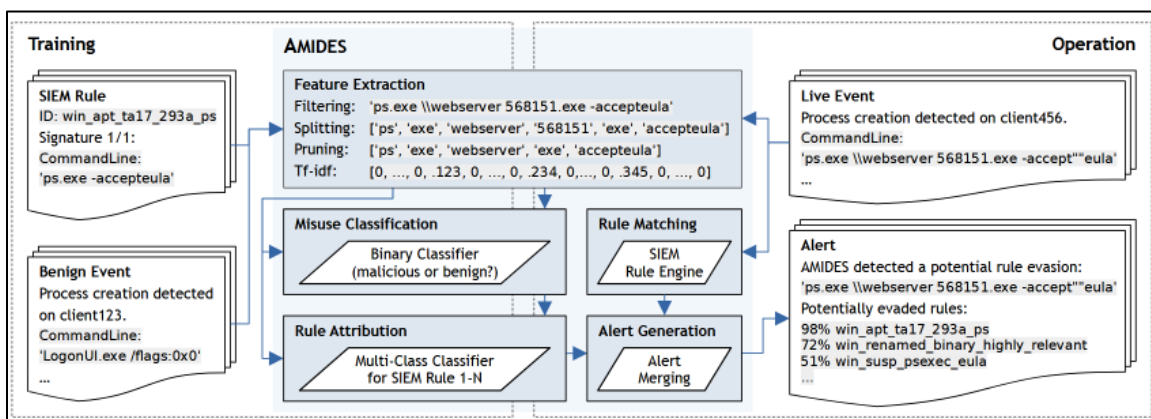 Training
AMIDES
Operation
SIEM Rule
ID: win_apt_ta17_293a_ps
Signature 1/1:
CommandLine:
'ps.exe -accepteula'
Benign Event
Process creation detected
on client123.
CommandLine:
'LogonUI.exe /flags:0x0'
...
Feature Extraction
Filtering: 'ps.exe \\webserver 568151.exe -accepteula'
Splitting: ['ps', 'exe', 'webserver', '568151', 'exe', 'accepteula']
Pruning: ['ps', 'exe', 'webserver', 'exe', 'accepteula']
Tf-idf: [0, ..., 0, .123, 0, ..., 0, .234, 0,..., 0, .345, 0, ..., 0]
Misuse Classification
Binary Classifier
(malicious or benign?)
Rule Matching
SIEM
Rule Engine
Rule Attribution
Multi-Class Classifier
for SIEM Rule 1-N
Alert Generation
Alert
Merging
Live Event
Process creation detected on client456.
CommandLine:
'ps.exe \\webserver 568151.exe -accept""eula'
...
Alert
AMIDES detected a potential rule evasion:
'ps.exe \\webserver 568151.exe -accept""eula'
Potentially evaded rules:
98% win_apt_ta17_293a_ps
72% win_renamed_binary_highly_relevant
51% win_susp_psexec_eula
...